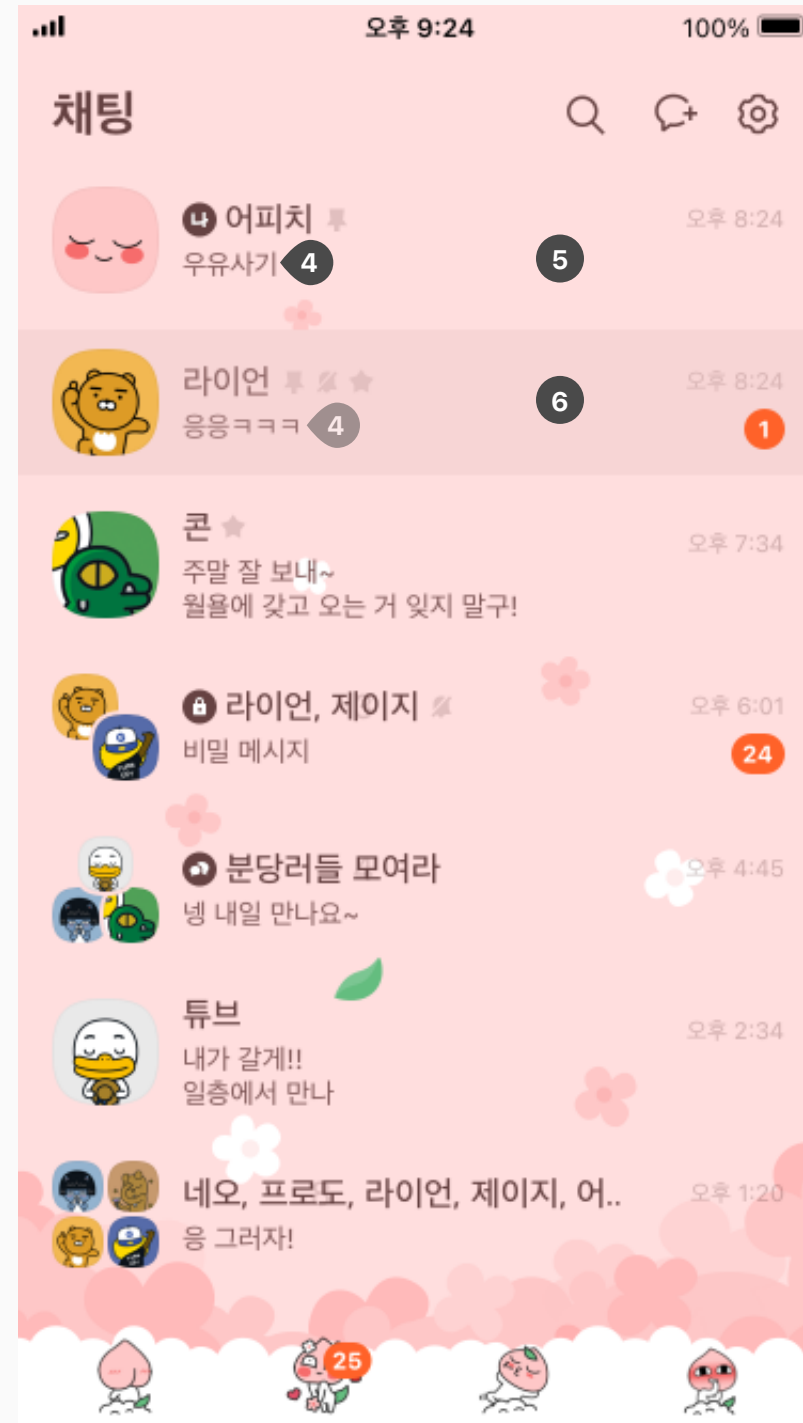 오후 9:24
100%
채팅
나 어피치
오후 8:24
우유사기
4
5
라이언
오후 8:24
응응ㅋㅋㅋ
4
6
1
콘
오후 7:34
주말 잘 보내~
월욜에 갖고 오는 거 잊지 말구!
라이언, 제이지
오후 6:01
비밀 메시지
24
분당러들 모여라
오후 4:45
넹 내일 만나요~
튜브
오후 2:34
내가 갈게!!
일층에서 만나
네오, 프로도, 라이언, 제이지, 어..
오후 1:20
응 그러자!
25